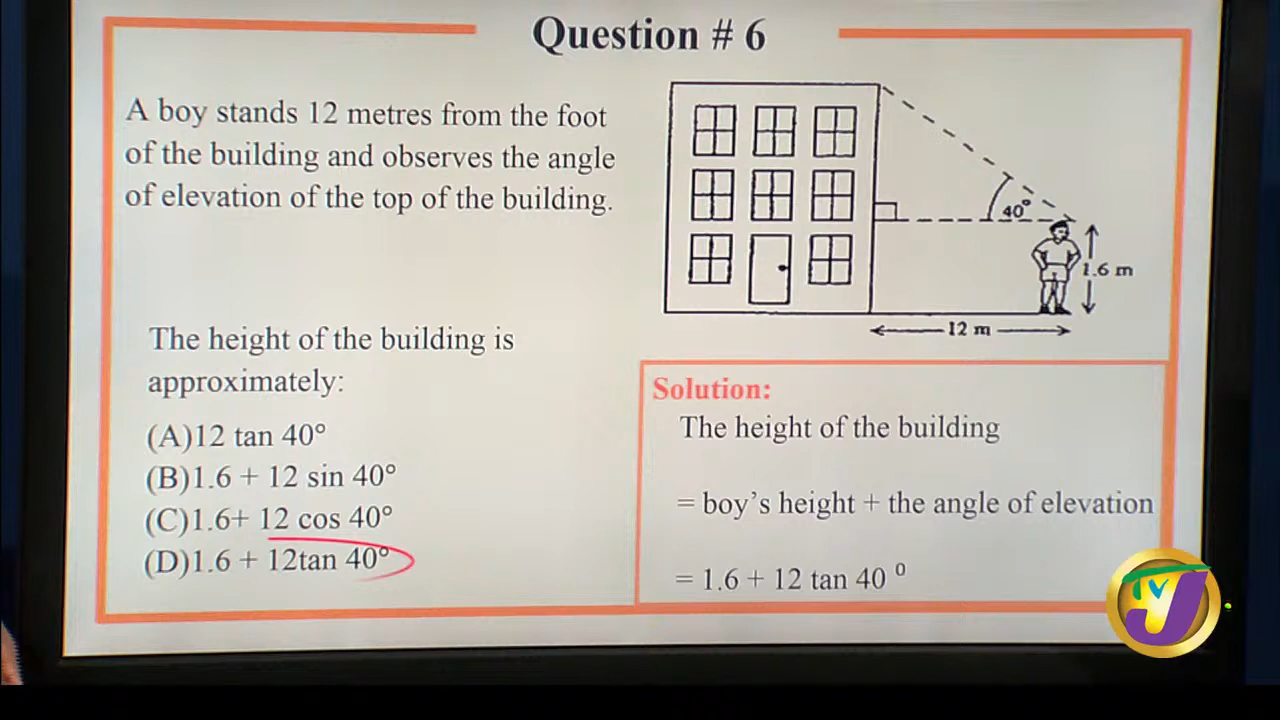 Question # 6
A boy stands 12 metres from the foot
of the building and observes the angle
of elevation of the top of the building.
40°
1.6 m
12 m
The height of the building is
approximately:
(A)12 tan 40°
(B)1.6 + 12 sin 40°
(C)1.6+ 12 cos 40°
(D)1.6 + 12tan 40°
Solution:
The height of the building
= boy's height + the angle of elevation
= 1.6 + 12 tan 40 ⁰
TVJ